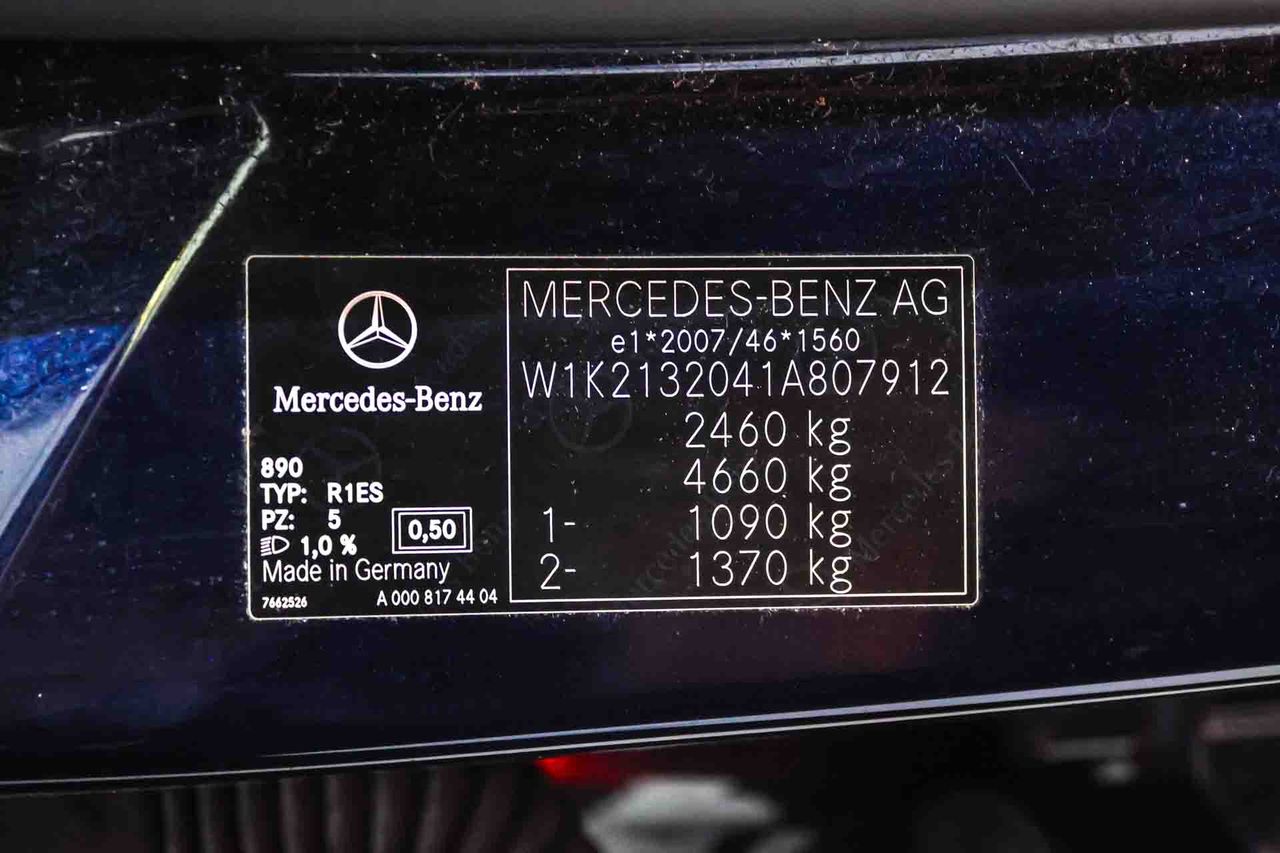 Mercedes-Benz
890
TYP: R1ES
PZ: 5
0,50
1,0 %
Made in Germany
7662526
A 000 817 44 04
MERCEDES-BENZ AG
e1*2007/46*1560
W1K2132041A807912
2460 kg
4660 kg
1- 1090 kg
2- 1370 kg